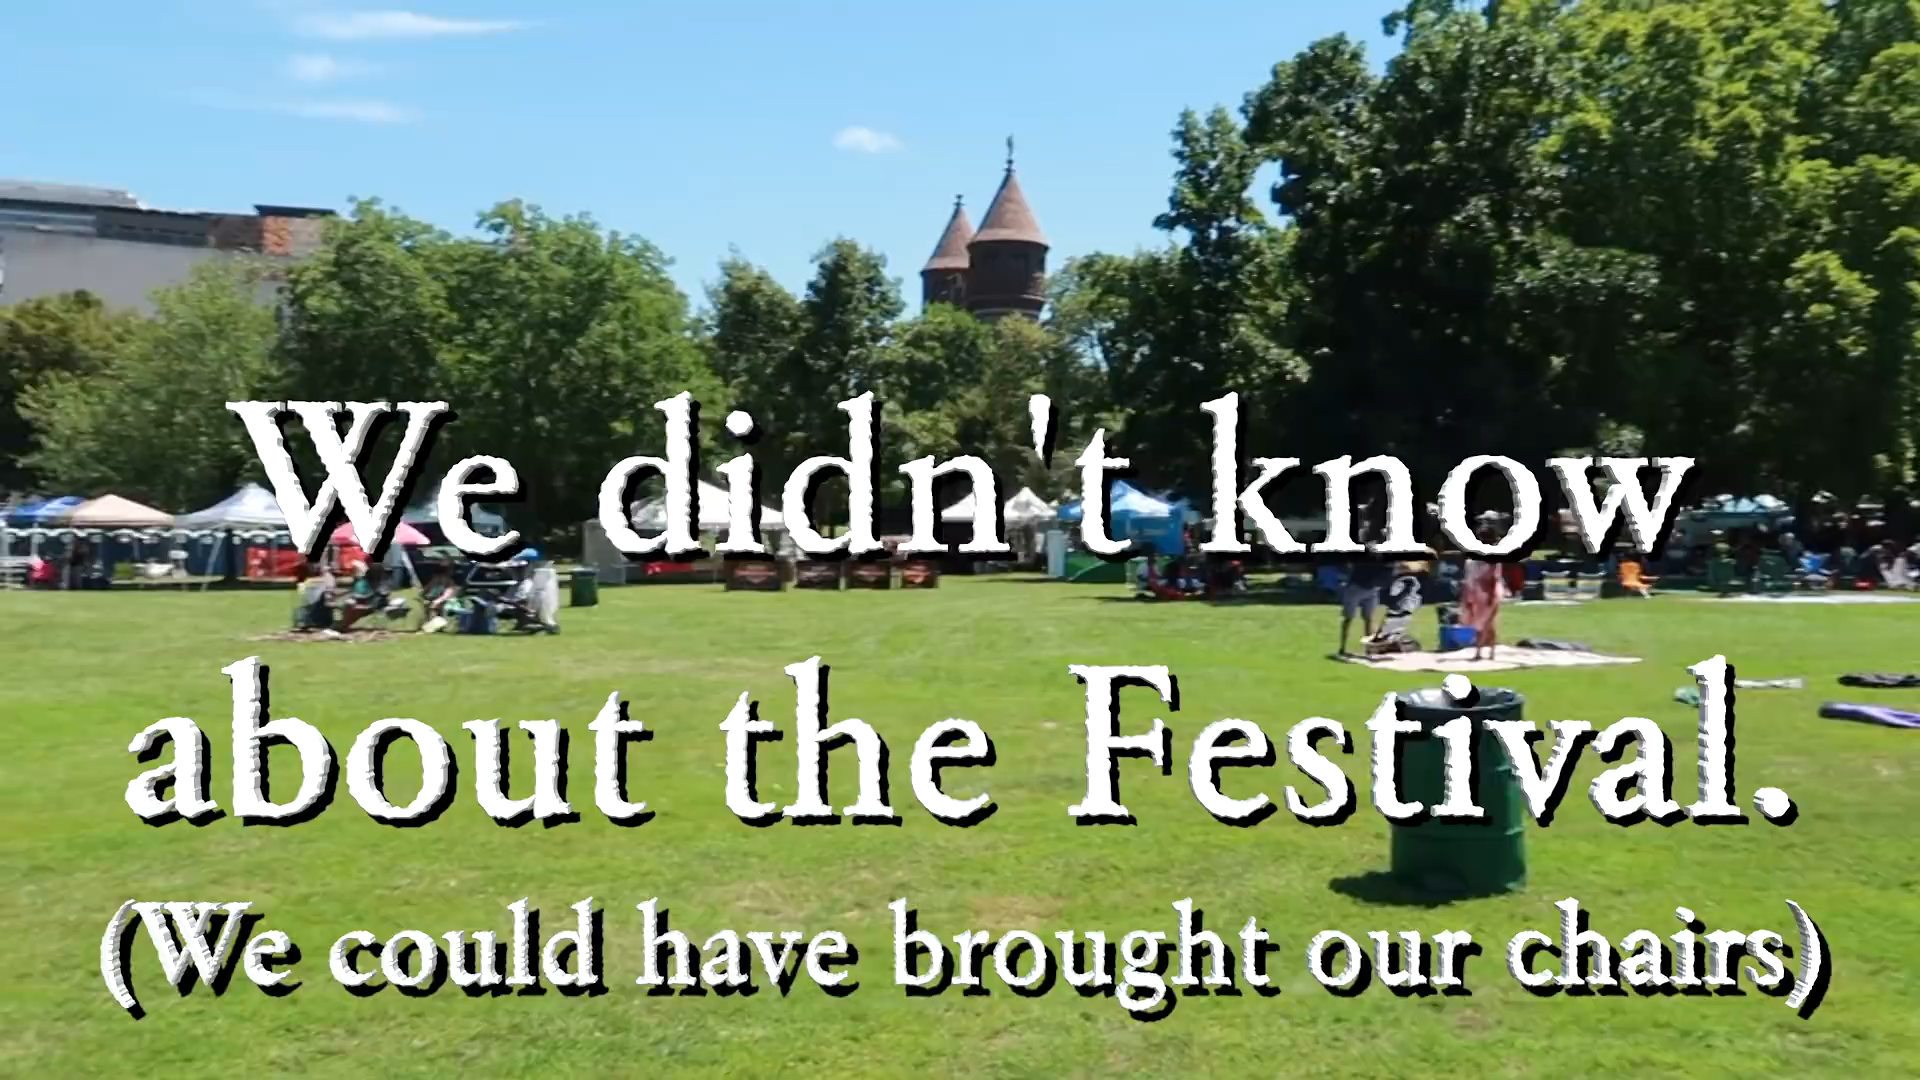 We didn't know
about the Festival.
(We could have brought our chairs)